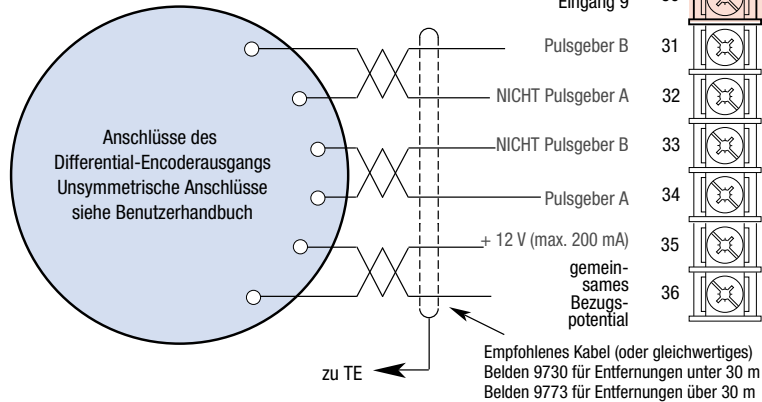 Eingang 9
Pulsgeber B 31
NICHT Pulsgeber A 32
NICHT Pulsgeber B 33
Pulsgeber A 34
+ 12 V (max. 200 mA) 35
gemein-
sames
Bezugs-
potential
36
Anschlüsse des
Differential-Encoderausgangs
Unsymmetrische Anschlüsse
siehe Benutzerhandbuch
zu TE
Empfohlenes Kabel (oder gleichwertiges)
Belden 9730 für Entfernungen unter 30 m
Belden 9773 für Entfernungen über 30 m